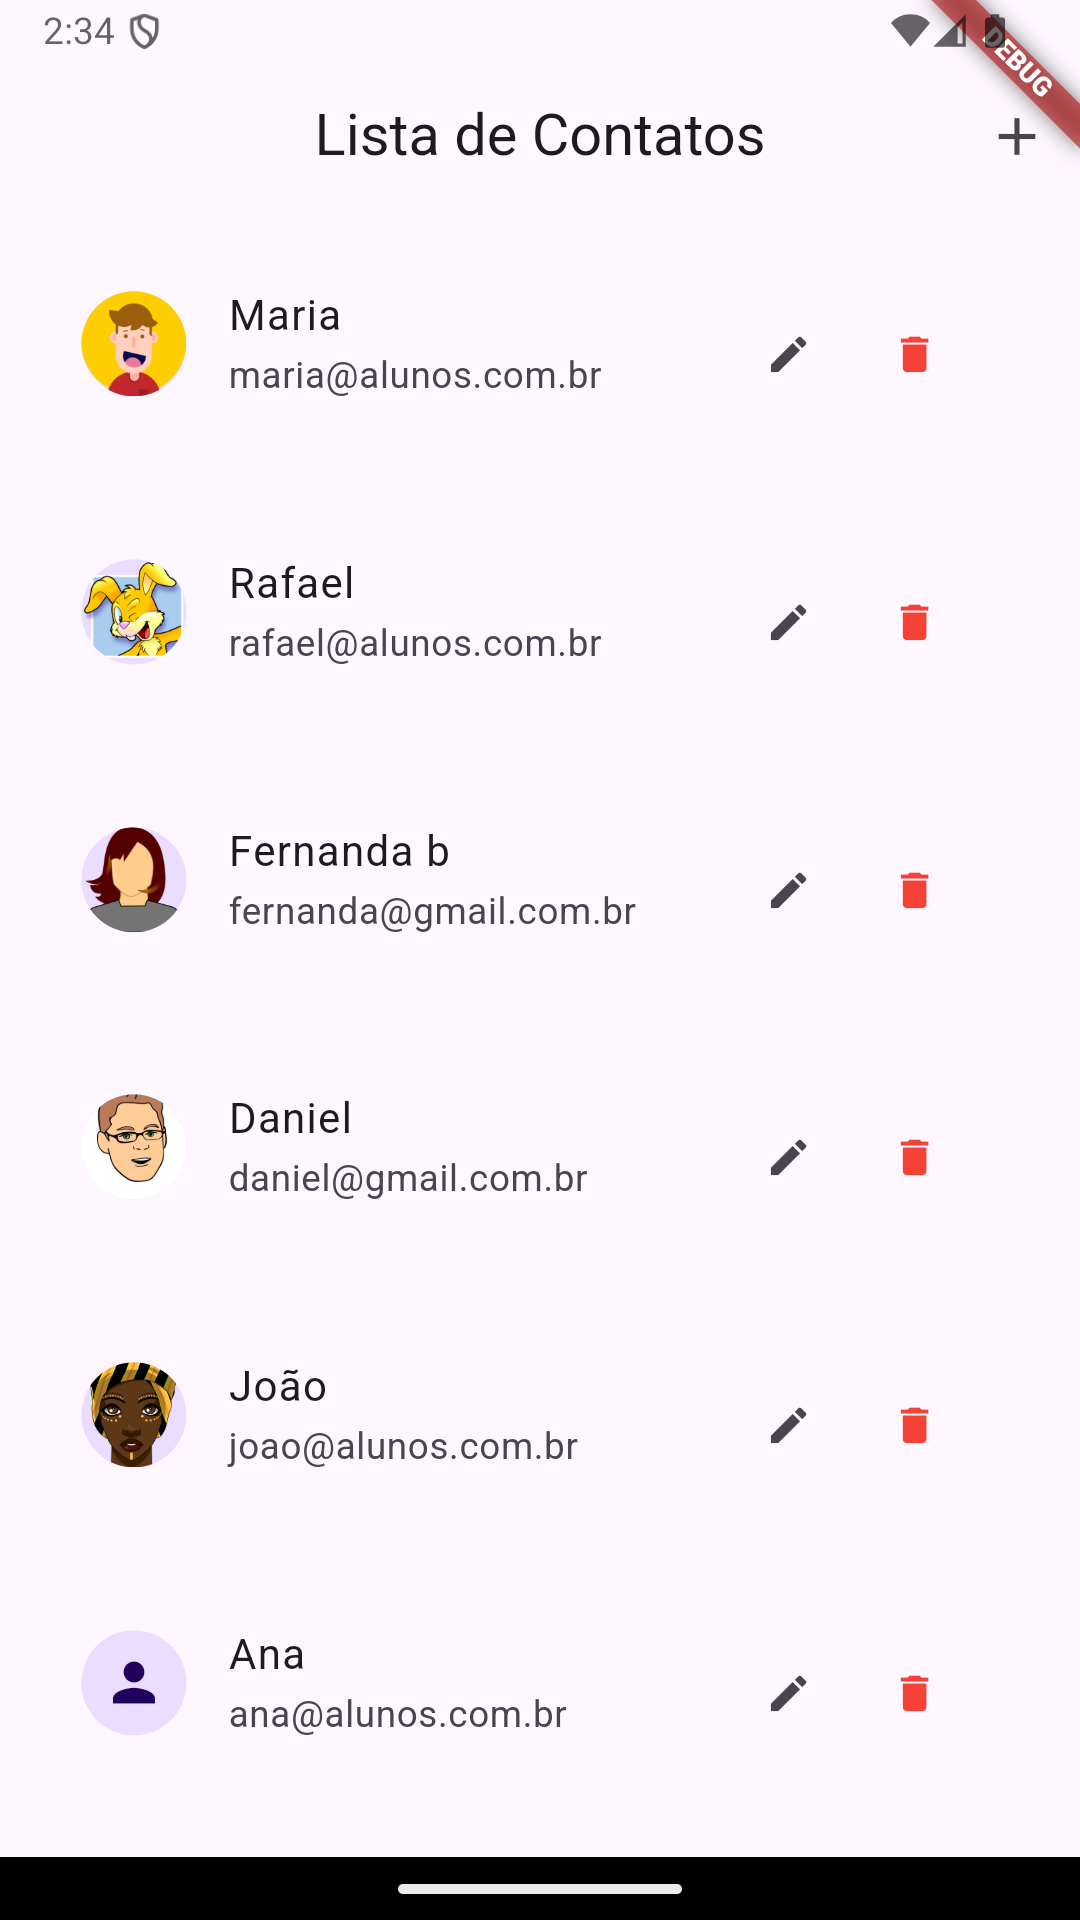 2:34
DEBUG
Lista de Contatos
Maria
maria@alunos.com.br
Rafael
rafael@alunos.com.br
Fernanda b
fernanda@gmail.com.br
Daniel
daniel@gmail.com.br
João
joao@alunos.com.br
Ana
ana@alunos.com.br